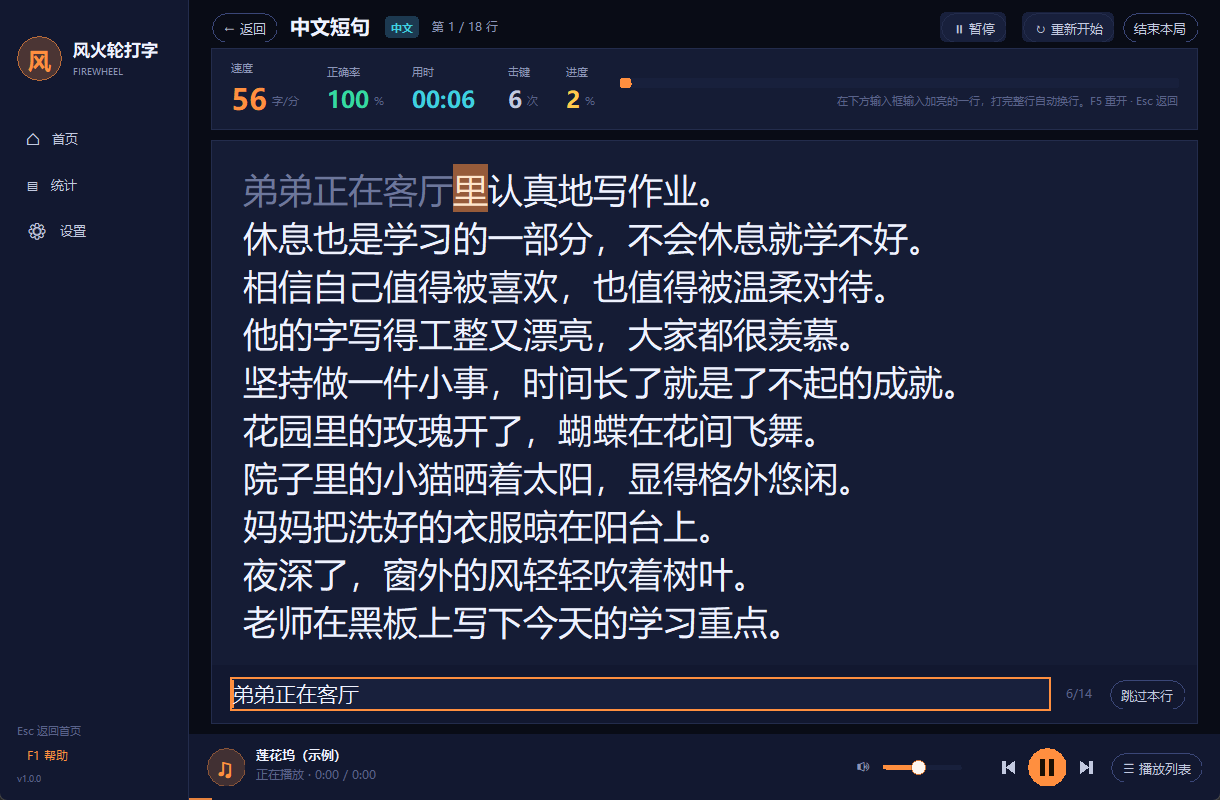 风
风火轮打字
FIREWHEEL
首页
统计
设置
Esc 返回首页
F1 帮助
v1.0.0
← 返回
中文短句
中文
第 1 / 18 行
暂停
重新开始
结束本局
速度
56 字/分
正确率
100 %
用时
00:06
击键
6 次
进度
2 %
在下方输入框输入加亮的一行，打完整行自动换行。F5 重开 · Esc 返回
弟弟正在客厅里认真地写作业。
休息也是学习的一部分，不会休息就学不好。
相信自己值得被喜欢，也值得被温柔对待。
他的字写得工整又漂亮，大家都很羡慕。
坚持做一件小事，时间长了就是了不起的成就。
花园里的玫瑰开了，蝴蝶在花间飞舞。
院子里的小猫晒着太阳，显得格外悠闲。
妈妈把洗好的衣服晾在阳台上。
夜深了，窗外的风轻轻吹着树叶。
老师在黑板上写下今天的学习重点。
弟弟正在客厅
6/14
跳过本行
莲花坞（示例）
正在播放 · 0:00 / 0:00
播放列表